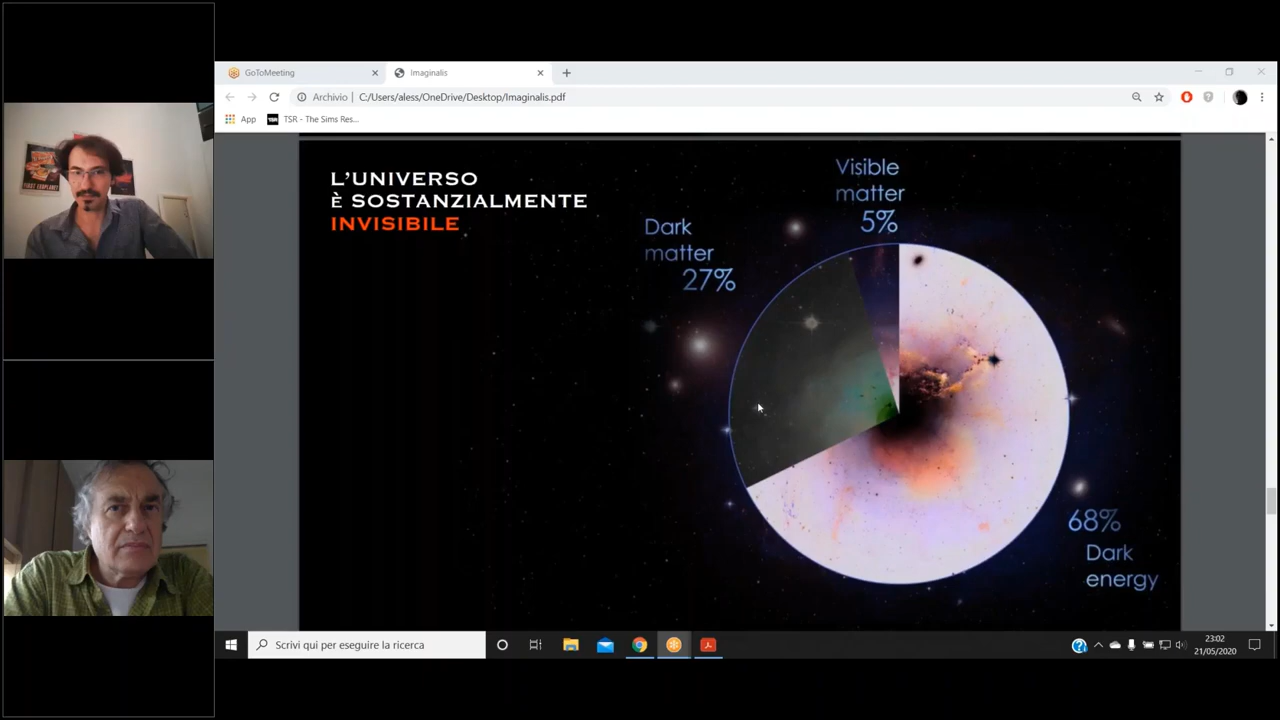 GoToMeeting
Imaginalis
Archivio
C:/Users/aless/OneDrive/Desktop/Imaginalis.pdf
App
TSR - The Sims Res...
L'UNIVERSO
È SOSTANZIALMENTE
INVISIBILE
Visible
matter
5%
Dark
matter
27%
68%
Dark
energy
Scrivi qui per eseguire la ricerca
23:02
21/05/2020